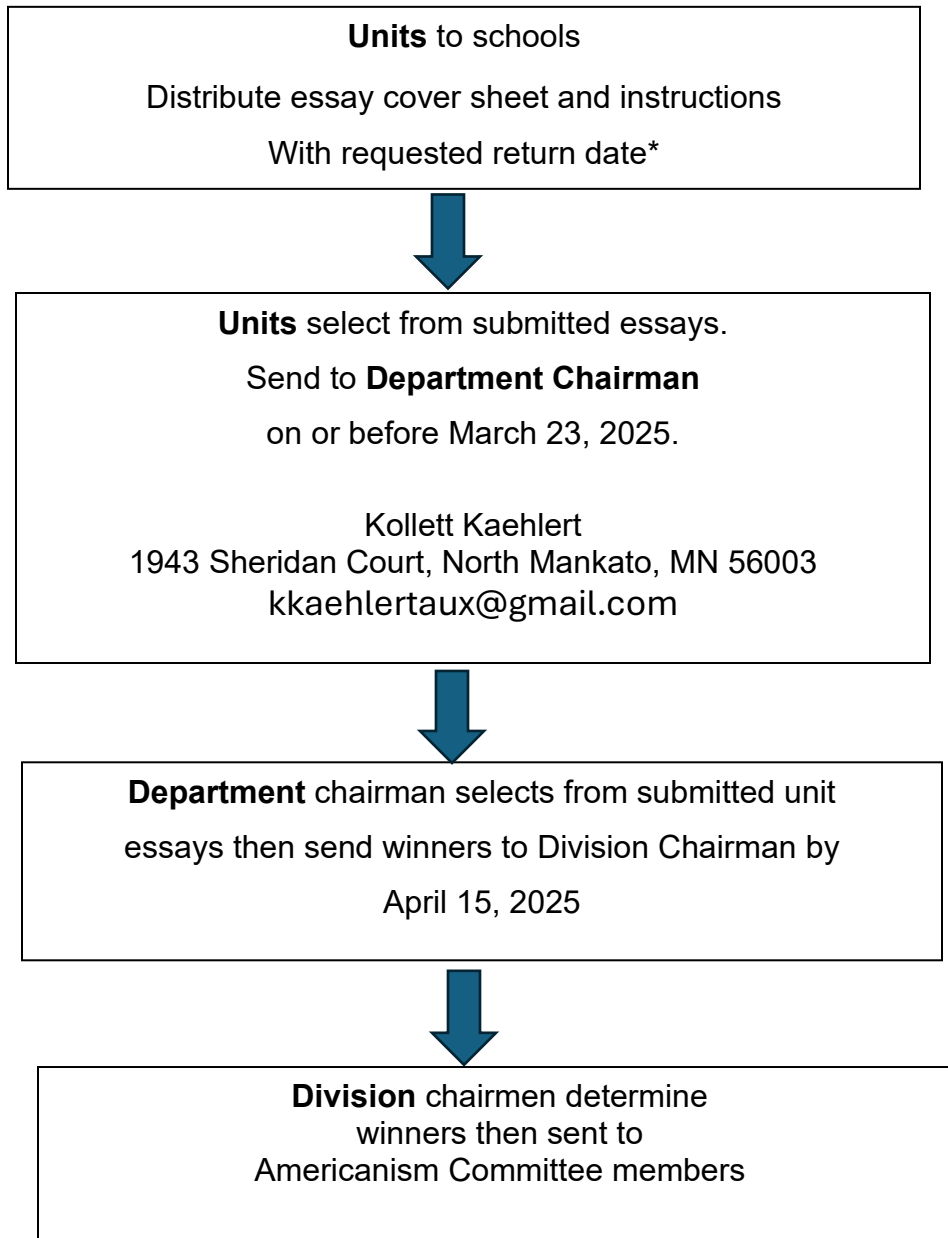 Units to schools
Distribute essay cover sheet and instructions
With requested return date*
Units select from submitted essays.
Send to Department Chairman
on or before March 23, 2025.
Kollett Kaehlert
1943 Sheridan Court, North Mankato, MN 56003
kkaehlertaux@gmail.com
Department chairman selects from submitted unit
essays then send winners to Division Chairman by
April 15, 2025
Division chairmen determine
winners then sent to
Americanism Committee members